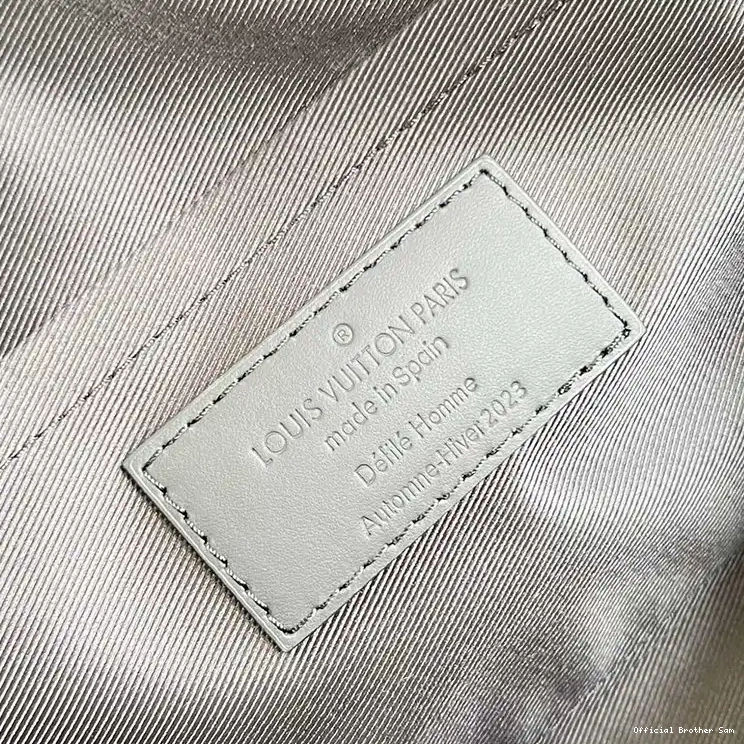 ®
LOUIS VUITTON PARIS
made in Spain
Défilé Homme
Automne-Hiver 2023
Official Brother Sam